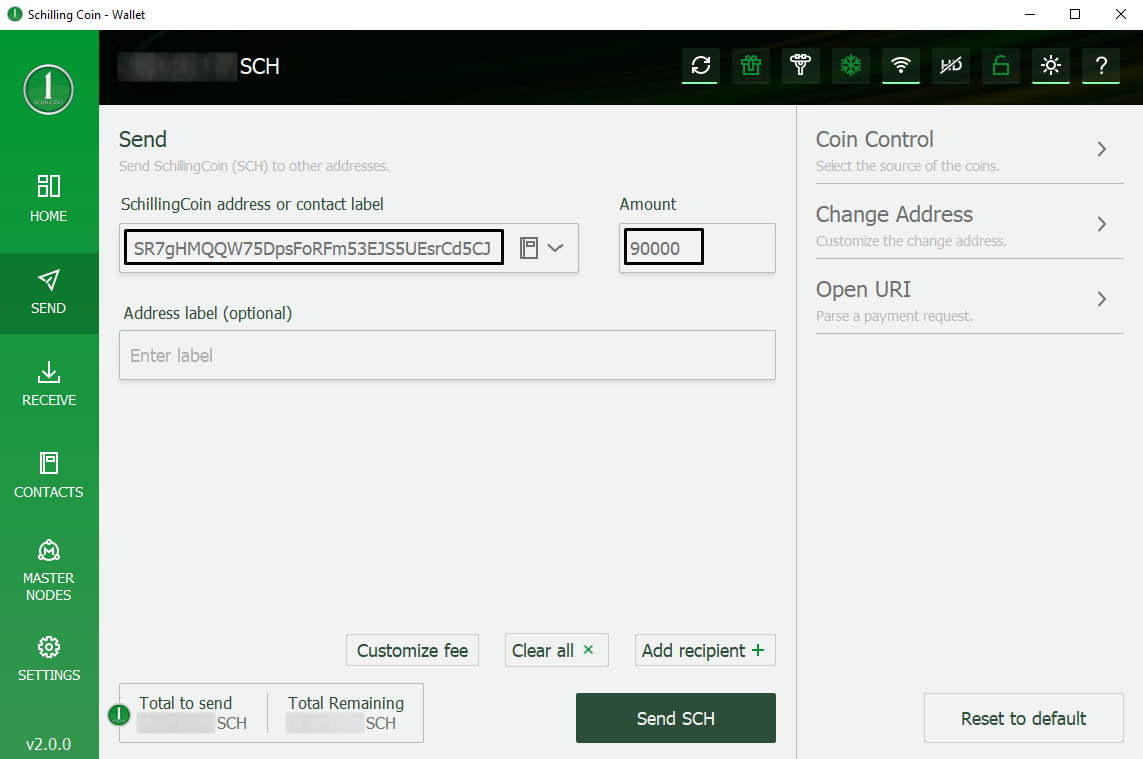 Schilling Coin - Wallet
SCH
HD
1
SCHILLING
HOME
SEND
RECEIVE
CONTACTS
MASTER
NODES
SETTINGS
v2.0.0
Send
Send SchillingCoin (SCH) to other addresses.
SchillingCoin address or contact label
Amount
SR7gHMQQW75DpsFoRFm53EJS5UEsrCd5CJ
90000
Address label (optional)
Enter label
Customize fee
Clear all ×
Add recipient +
Total to send
SCH
Total Remaining
SCH
Send SCH
Coin Control
Select the source of the coins.
Change Address
Customize the change address.
Open URI
Parse a payment request.
Reset to default